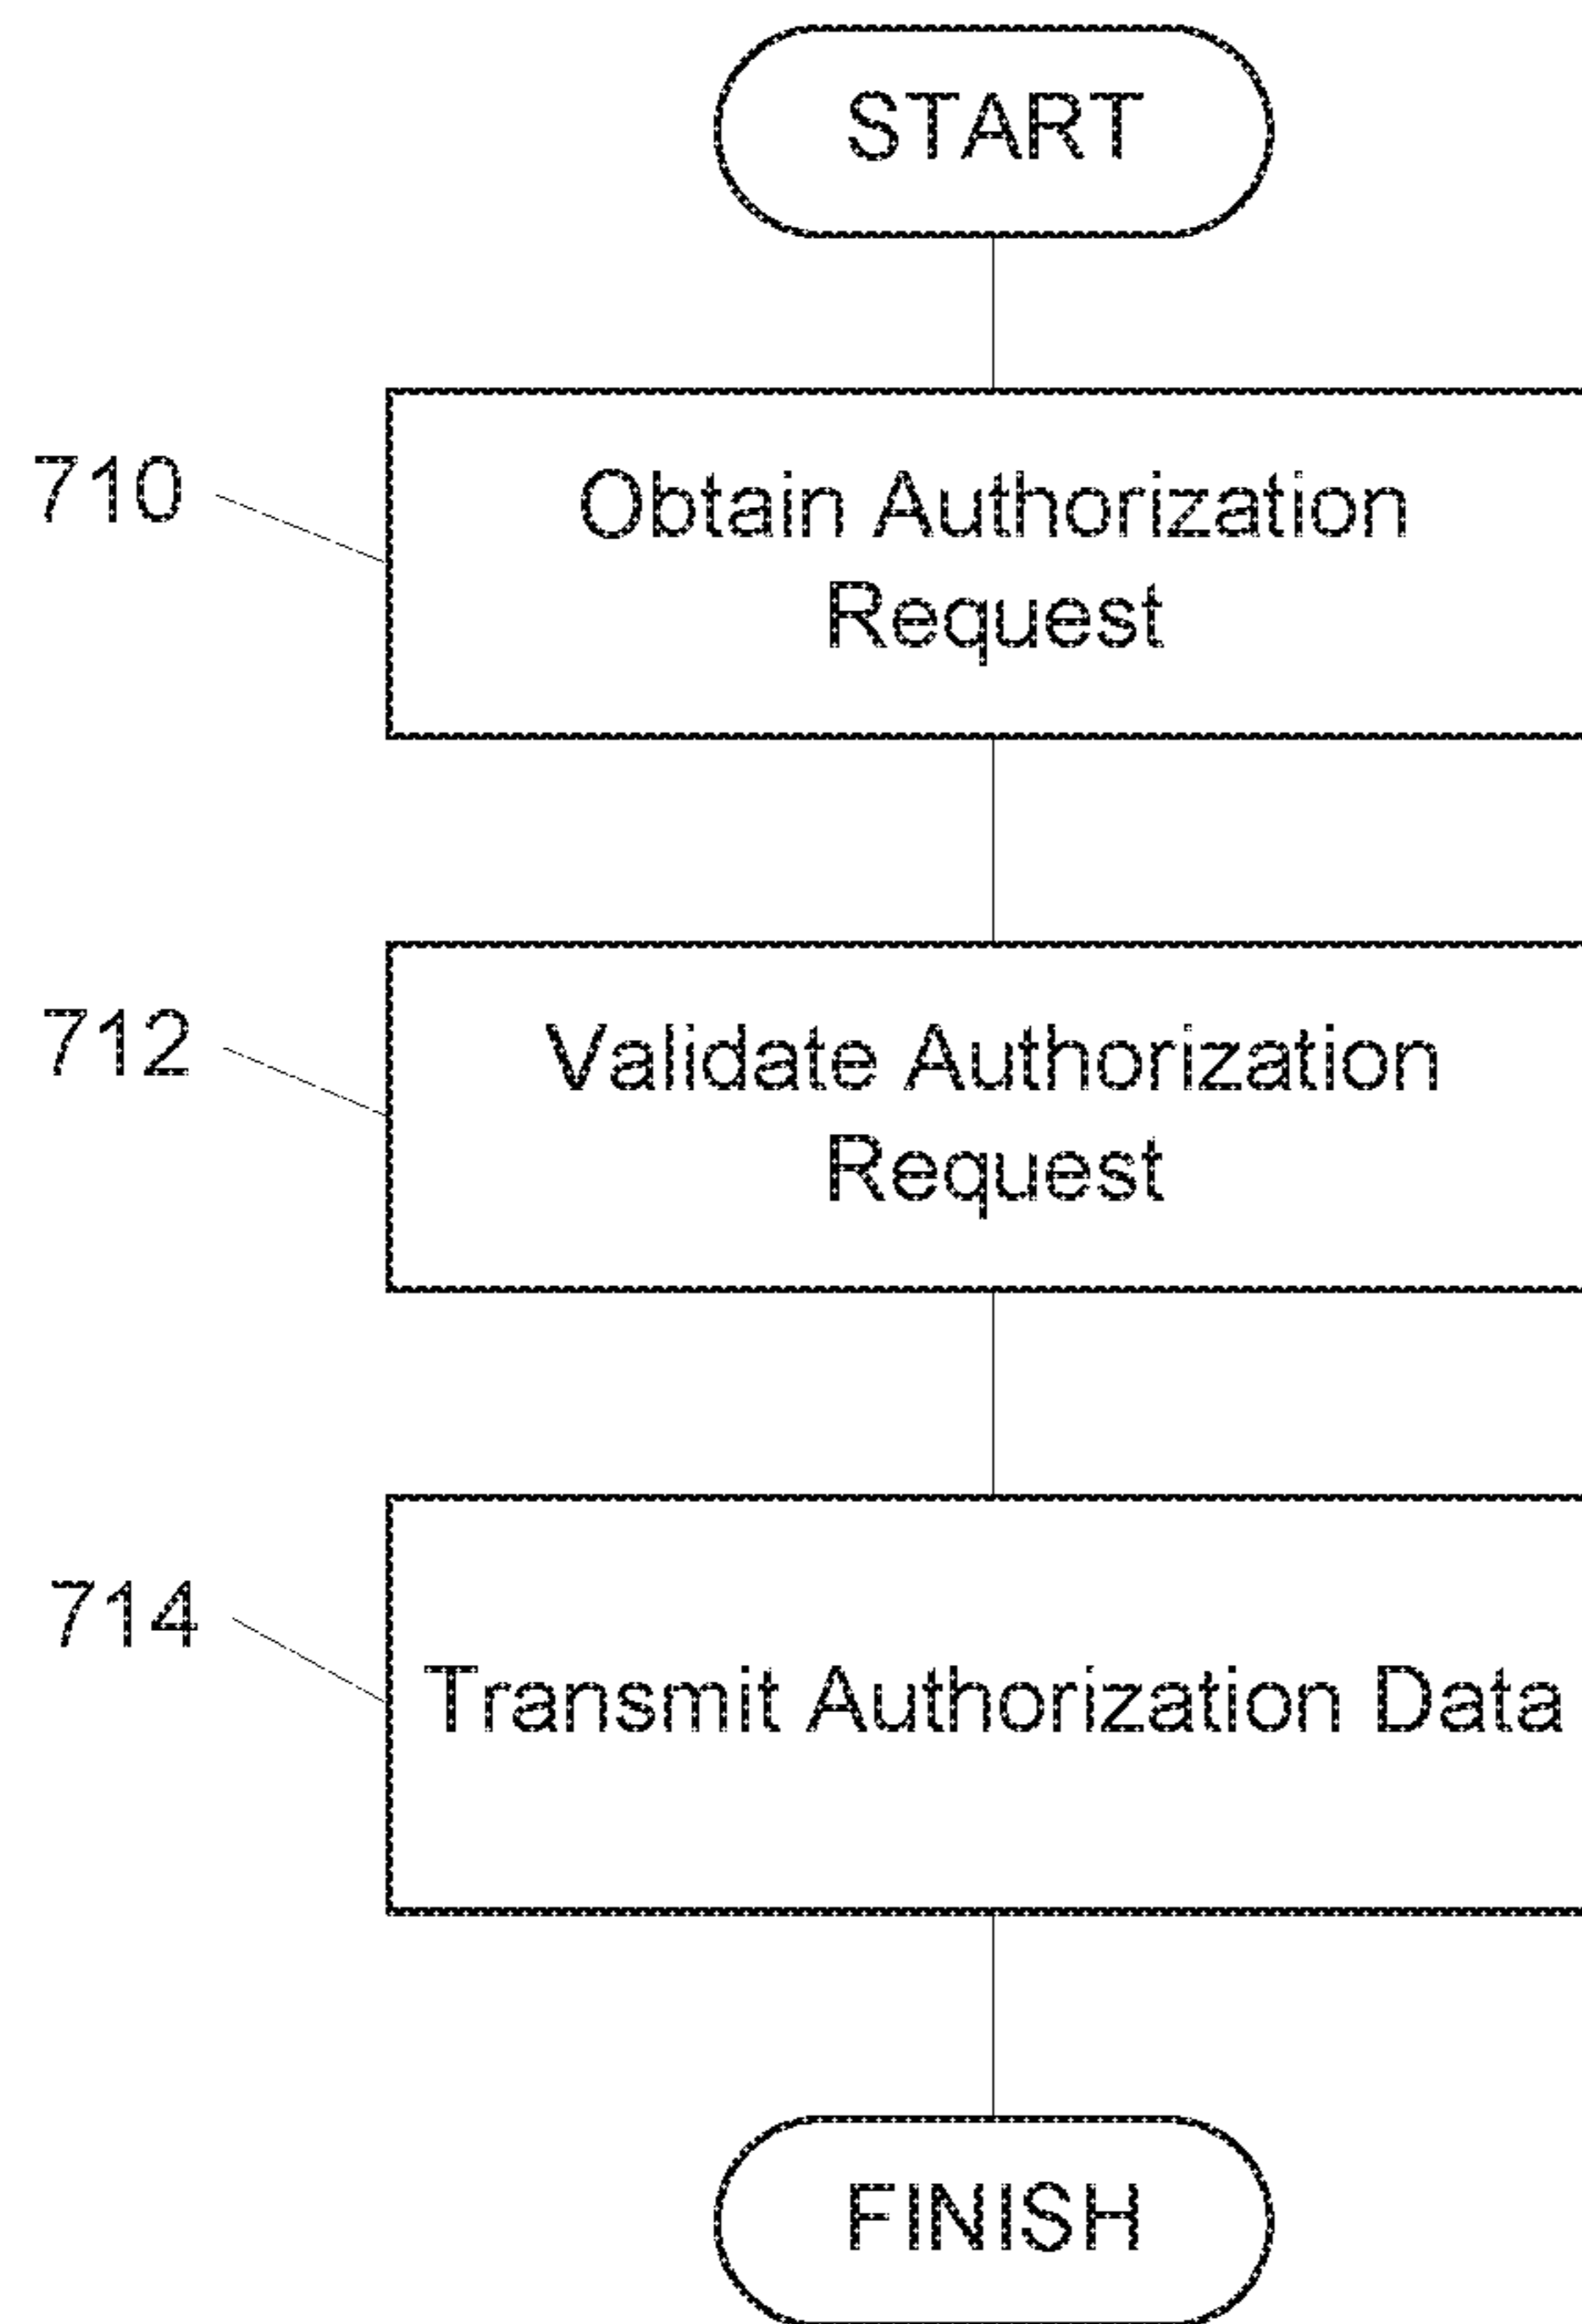 START
710
Obtain Authorization
Request
712
Validate Authorization
Request
714
Transmit Authorization Data
FINISH